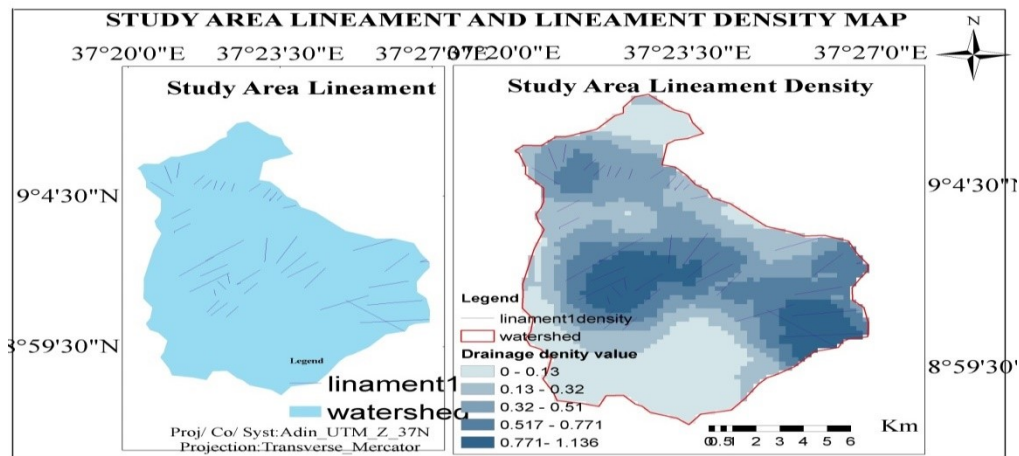 STUDY AREA LINEAMENT AND LINEAMENT DENSITY MAP
37°20'0"E 37°23'30"E 37°27'0"E
Study Area Lineament
9°4'30"N
8°59'30"N
Legend
linament1
watershed
Proj/ Co/ Syst:Adin_UTM_Z_37N
Projection:Transverse_Mercator
37°20'0"E 37°23'30"E 37°27'0"E
N
Study Area Lineament Density
9°4'30"N
8°59'30"N
Legend
linament1density
watershed
Drainage denity value
0 - 0.13
0.13 - 0.32
0.32 - 0.51
0.517 - 0.771
0.771- 1.136
Km
0 0.5 1 2 3 4 5 6